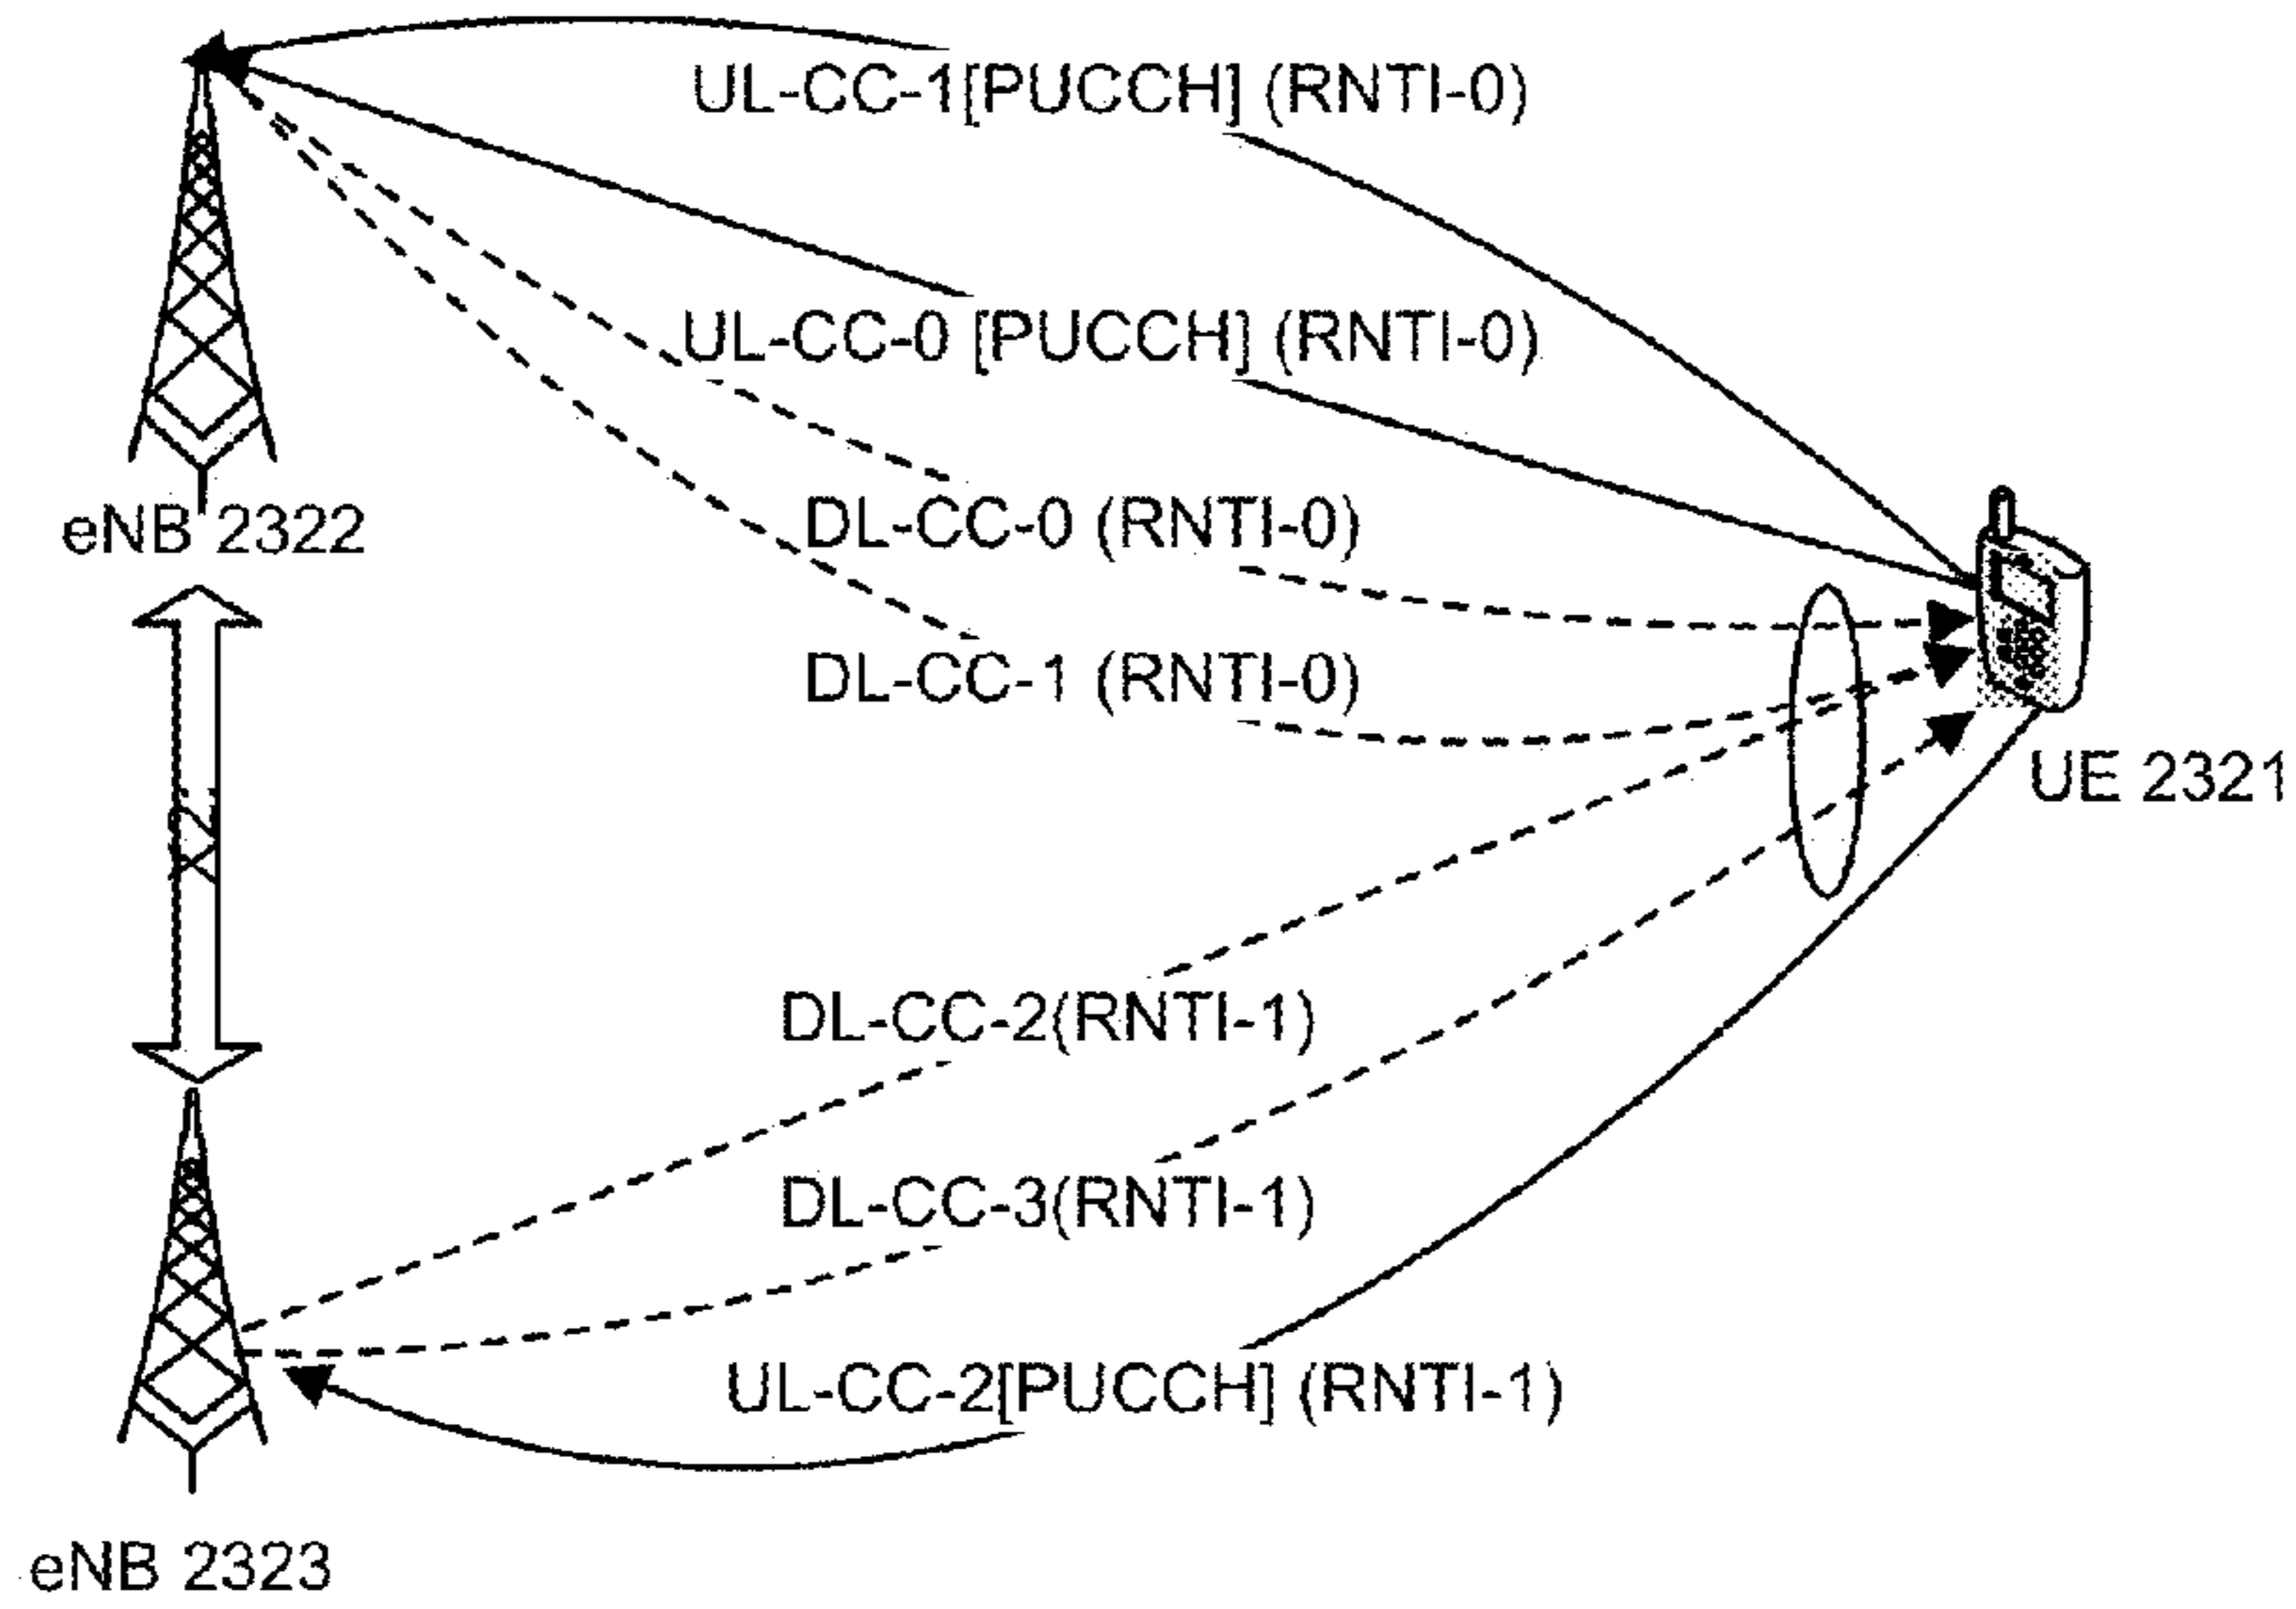 UL-CC-1[PUCCH] (RNTI-0)
UL-CC-0 [PUCCH] (RNTI-0)
eNB 2322
DL-CC-0 (RNTI-0)
DL-CC-1 (RNTI-0)
UE 2321
X2
DL-CC-2(RNTI-1)
DL-CC-3(RNTI-1)
UL-CC-2[PUCCH] (RNTI-1)
eNB 2323